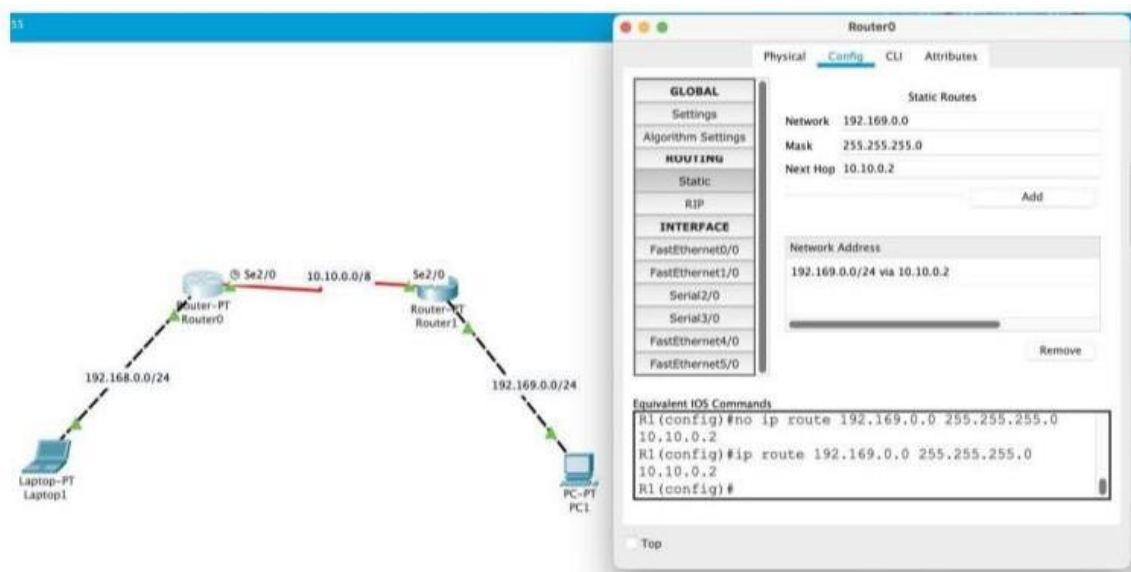 55
Se2/0
10.10.0.0/8
Se2/0
Router-PT
Router0
Router-PT
Router1
192.168.0.0/24
192.169.0.0/24
Laptop-PT
Laptop1
PC-PT
PC1
Router0
Physical Config CLI Attributes
GLOBAL
Settings
Algorithm Settings
ROUTING
Static
RIP
INTERFACE
FastEthernet0/0
FastEthernet1/0
Serial2/0
Serial3/0
FastEthernet4/0
FastEthernet5/0
Static Routes
Network 192.169.0.0
Mask 255.255.255.0
Next Hop 10.10.0.2
Add
Network Address
192.169.0.0/24 via 10.10.0.2
Remove
Equivalent IOS Commands
R1(config)#no ip route 192.169.0.0 255.255.255.0
10.10.0.2
R1(config)#ip route 192.169.0.0 255.255.255.0
10.10.0.2
R1(config)#
Top